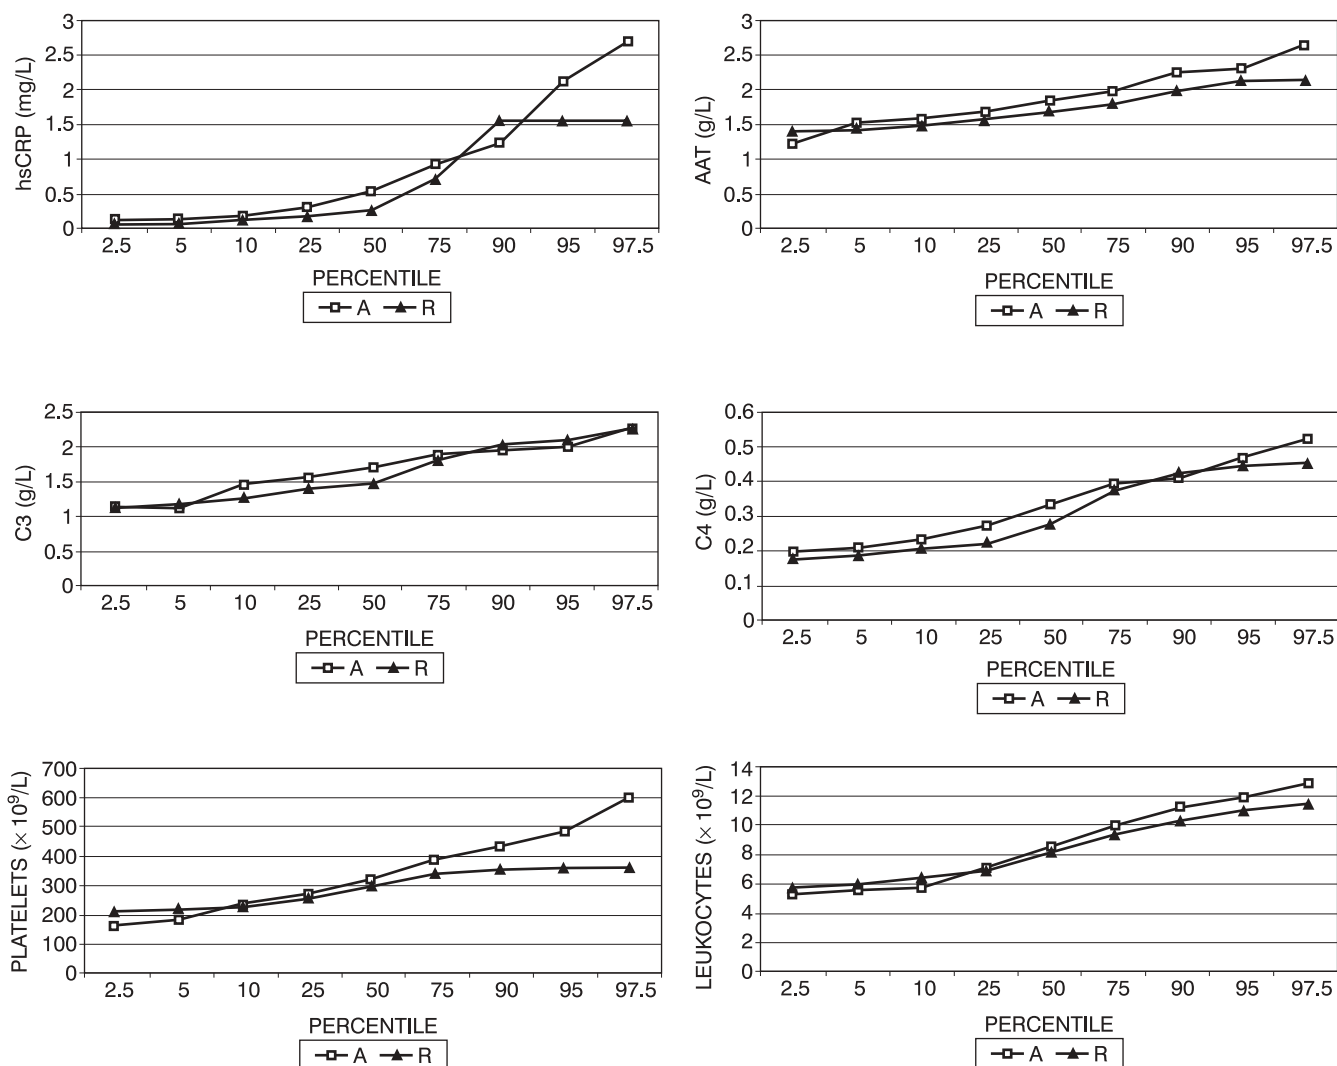 hsCRP (mg/L)
3
2.5
2
1.5
1
0.5
0
2.5 5 10 25 50 75 90 95 97.5
PERCENTILE
A R
AAT (g/L)
3
2.5
2
1.5
1
0.5
0
2.5 5 10 25 50 75 90 95 97.5
PERCENTILE
A R
C3 (g/L)
2.5
2
1.5
1
0.5
0
2.5 5 10 25 50 75 90 95 97.5
PERCENTILE
A R
C4 (g/L)
0.6
0.5
0.4
0.3
0.2
0.1
0
2.5 5 10 25 50 75 90 95 97.5
PERCENTILE
A R
PLATELETS (× 10⁹/L)
700
600
500
400
300
200
100
0
2.5 5 10 25 50 75 90 95 97.5
PERCENTILE
A R
LEUKOCYTES (× 10⁹/L)
14
12
10
8
6
4
2
0
2.5 5 10 25 50 75 90 95 97.5
PERCENTILE
A R